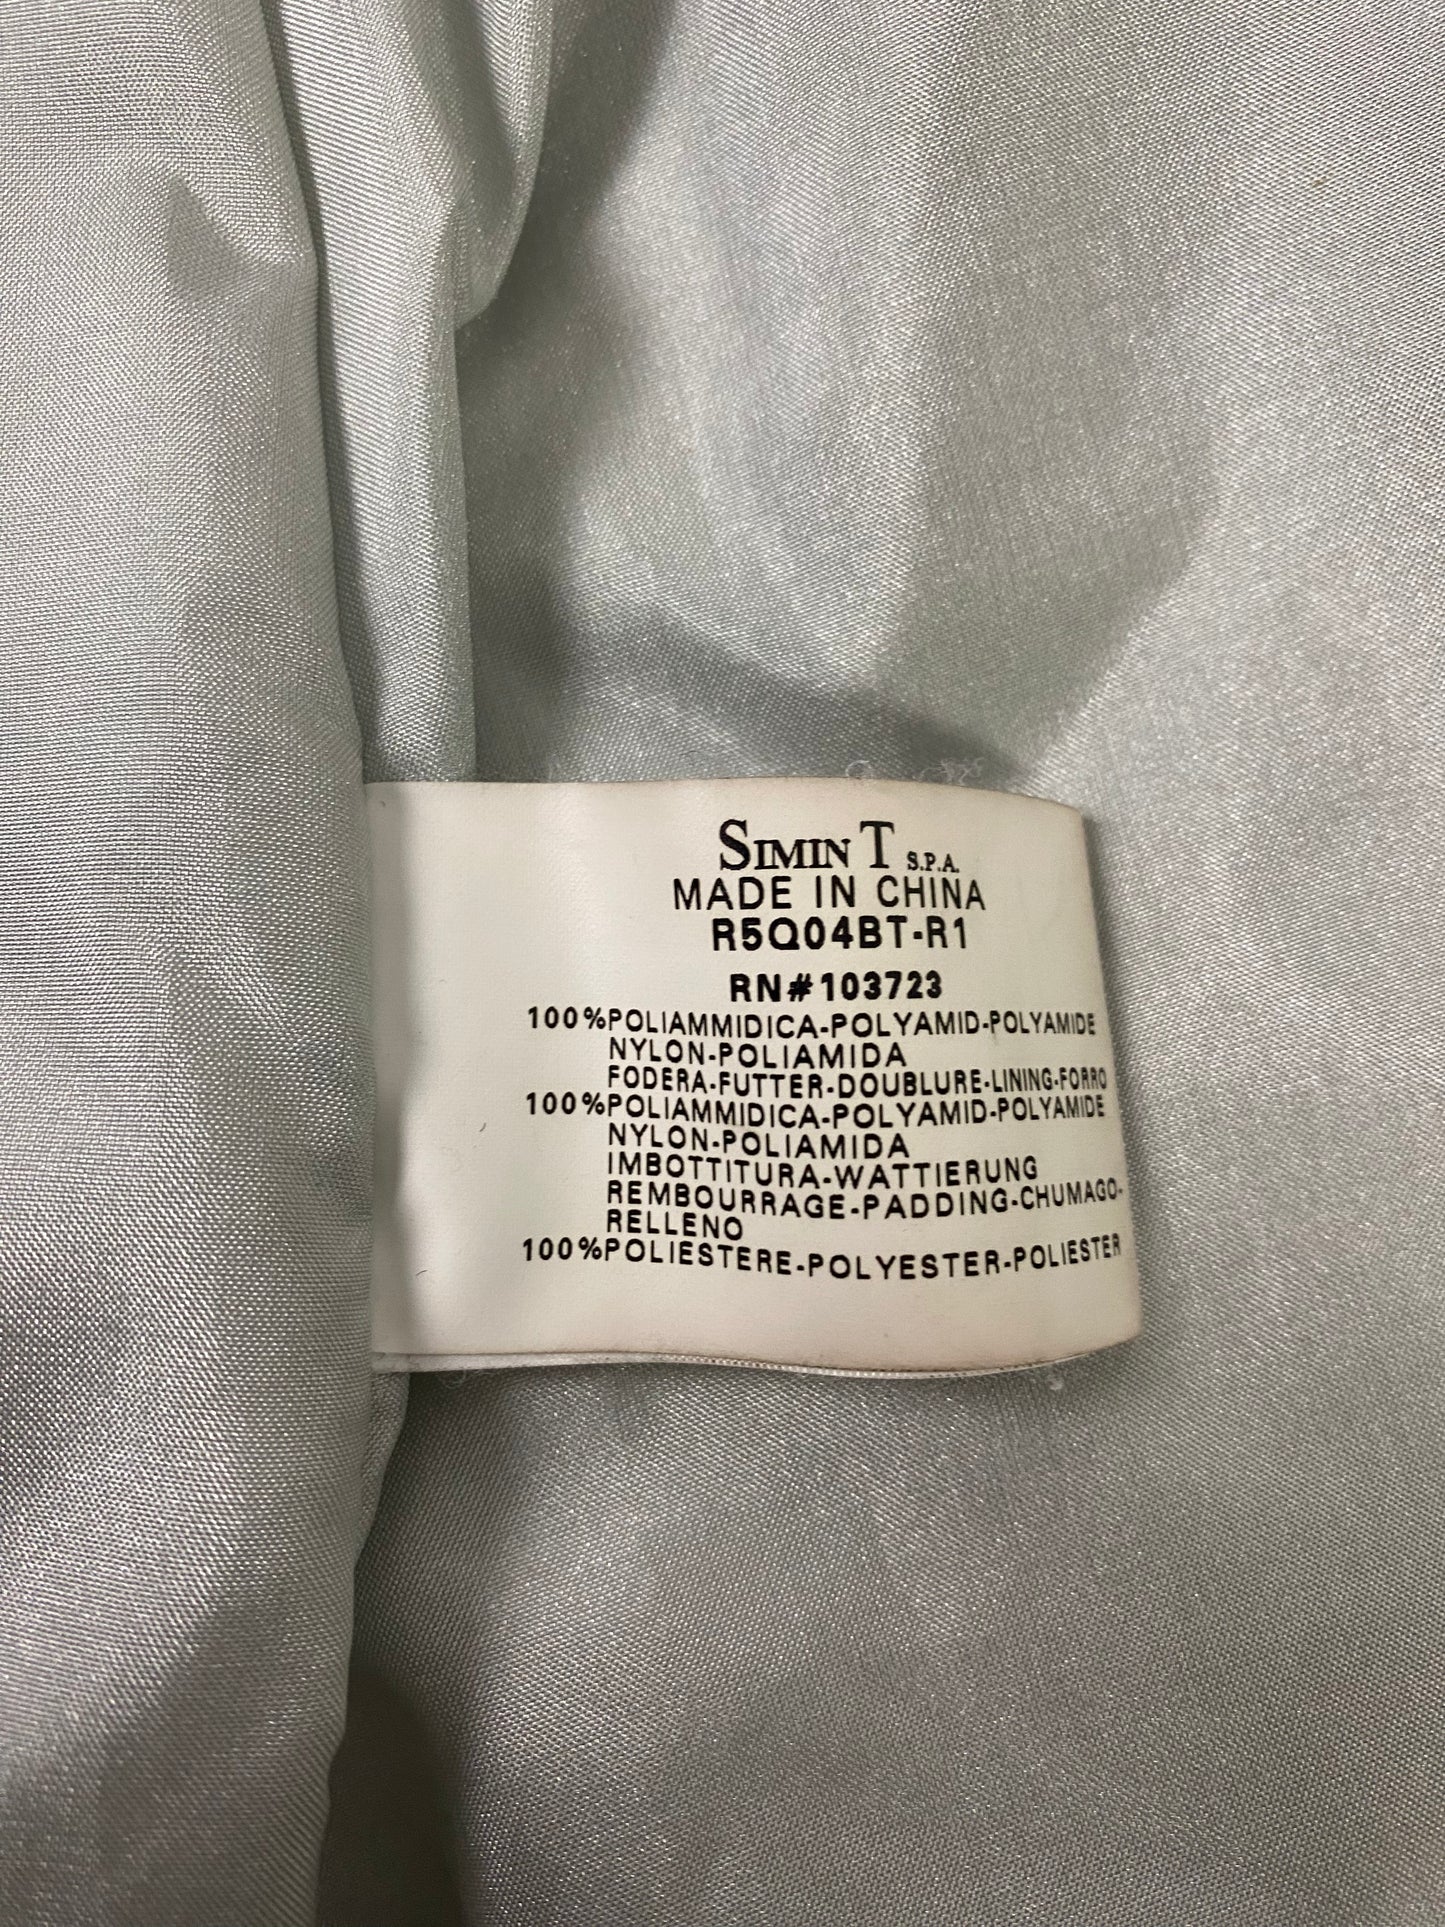 SIMIN T S.P.A.
MADE IN CHINA
R5Q04BT-R1
RN#103723
100%POLIAMMIDICA-POLYAMID-POLYAMIDE
NYLON-POLIAMIDA
FODERA-FUTTER-DOUBLURE-LINING-FORRO
100%POLIAMMIDICA-POLYAMID-POLYAMIDE
NYLON-POLIAMIDA
IMBOTTITURA-WATTIERUNG
REMBOURRAGE-PADDING-CHUMAGO-
RELLENO
100%POLIESTERE-POLYESTER-POLIESTER